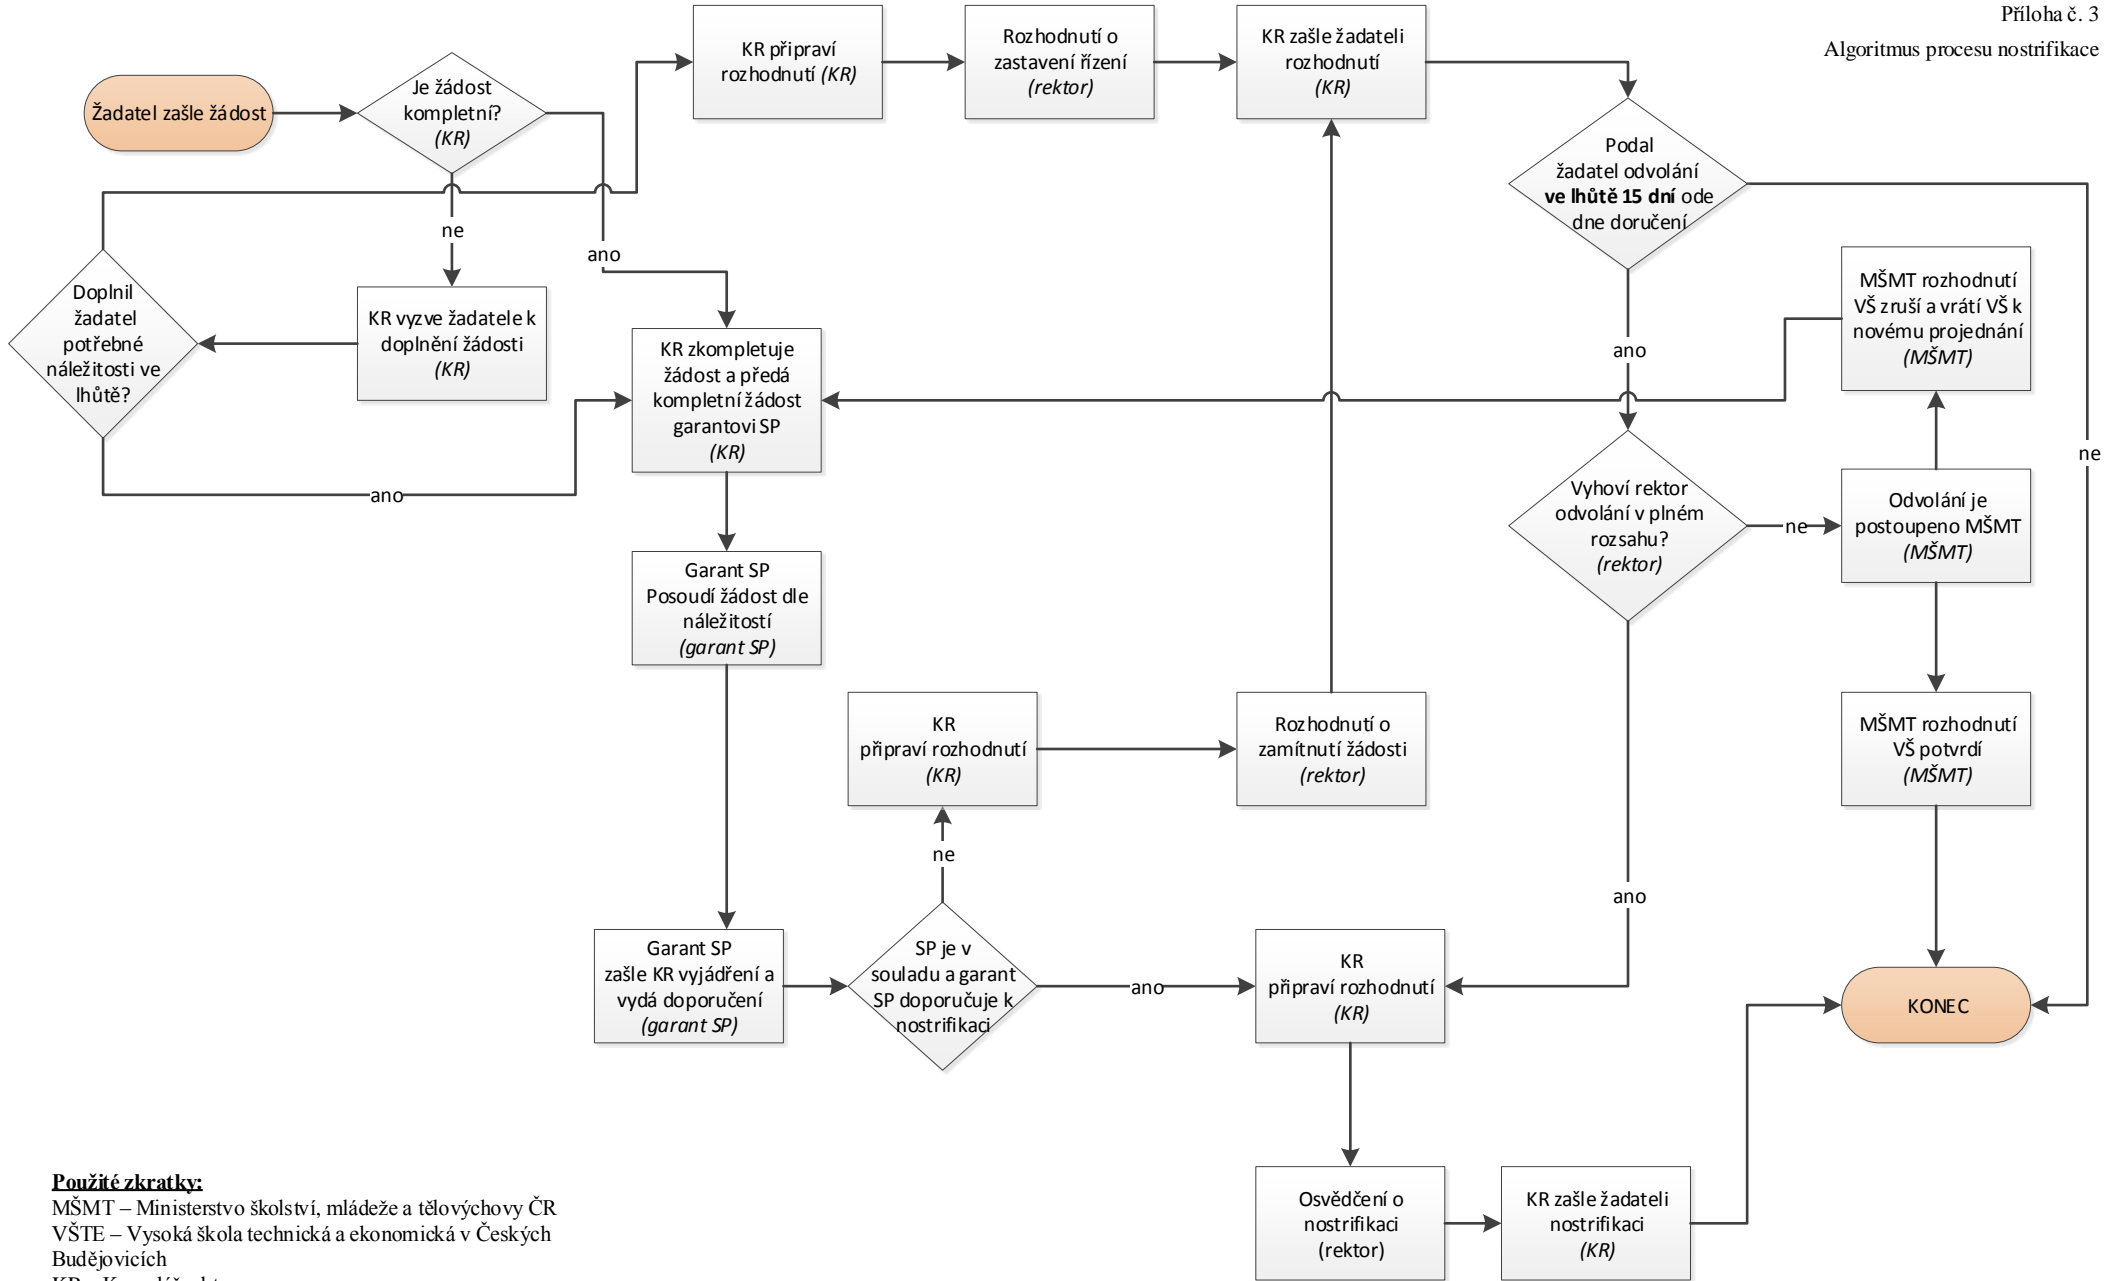 Příloha č. 3
Algoritmus procesu nostrifikace
Žadatel zašle žádost
Je žádost
kompletní?
(KR)
ne
ano
KR připraví
rozhodnutí (KR)
Rozhodnutí o
zastavení řízení
(rektor)
KR zašle žadateli
rozhodnutí
(KR)
Podal
žadatel odvolání
ve lhůtě 15 dní ode
dne doručení
ano
ne
Doplnil
žadatel
potřebné
náležitosti ve
lhůtě?
ano
KR vyzve žadatele k
doplnění žádosti
(KR)
KR zkompletuje
žádost a předá
kompletní žádost
garantovi SP
(KR)
MŠMT rozhodnutí
VŠ zruší a vrátí VŠ k
novému projednání
(MŠMT)
Vyhoví rektor
odvolání v plném
rozsahu?
(rektor)
ne
ano
Odvolání je
postoupeno MŠMT
(MŠMT)
Garant SP
Posoudí žádost dle
náležitostí
(garant SP)
KR
připraví rozhodnutí
(KR)
Rozhodnutí o
zamítnutí žádosti
(rektor)
MŠMT rozhodnutí
VŠ potvrdí
(MŠMT)
Garant SP
zašle KR vyjádření a
vydá doporučení
(garant SP)
SP je v
souladu a garant
SP doporučuje k
nostrifikaci
ne
ano
KR
připraví rozhodnutí
(KR)
KONEC
Osvědčení o
nostrifikaci
(rektor)
KR zašle žadateli
nostrifikaci
(KR)
Použité zkratky:
MŠMT – Ministerstvo školství, mládeže a tělovýchovy ČR
VŠTE – Vysoká škola technická a ekonomická v Českých
Budějovicích